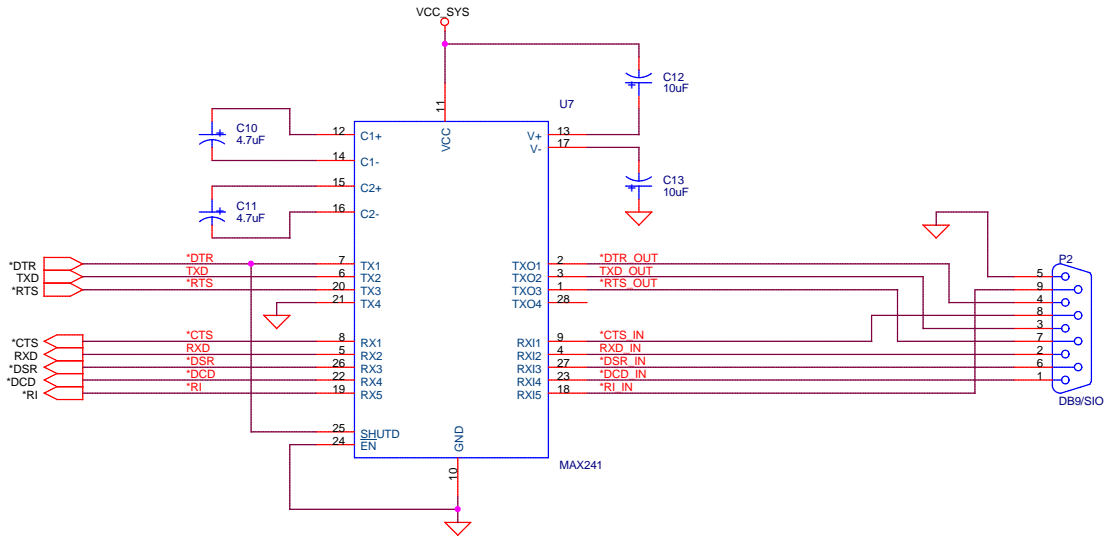 VCC_SYS
C12
10uF
U7
11
VCC
C10
4.7uF
12 C1+
V+ 13
V- 17
14 C1-
C11
4.7uF
15 C2+
C13
10uF
16 C2-
*DTR *DTR 7 TX1 TXO1 2 *DTR_OUT
TXD TXD 6 TX2 TXO2 3 TXD_OUT
*RTS *RTS 20 TX3 TXO3 1 *RTS_OUT
21 TX4 TXO4 28
*CTS *CTS 8 RX1 RXI1 9 *CTS_IN
RXD RXD 5 RX2 RXI2 4 RXD_IN
*DSR *DSR 26 RX3 RXI3 27 *DSR_IN
*DCD *DCD 22 RX4 RXI4 23 *DCD_IN
*RI *RI 19 RX5 RXI5 18 *RI_IN
P2
5
9
4
8
3
7
2
6
1
DB9/SIO
25 SHUTD
24 EN
GND
10
MAX241